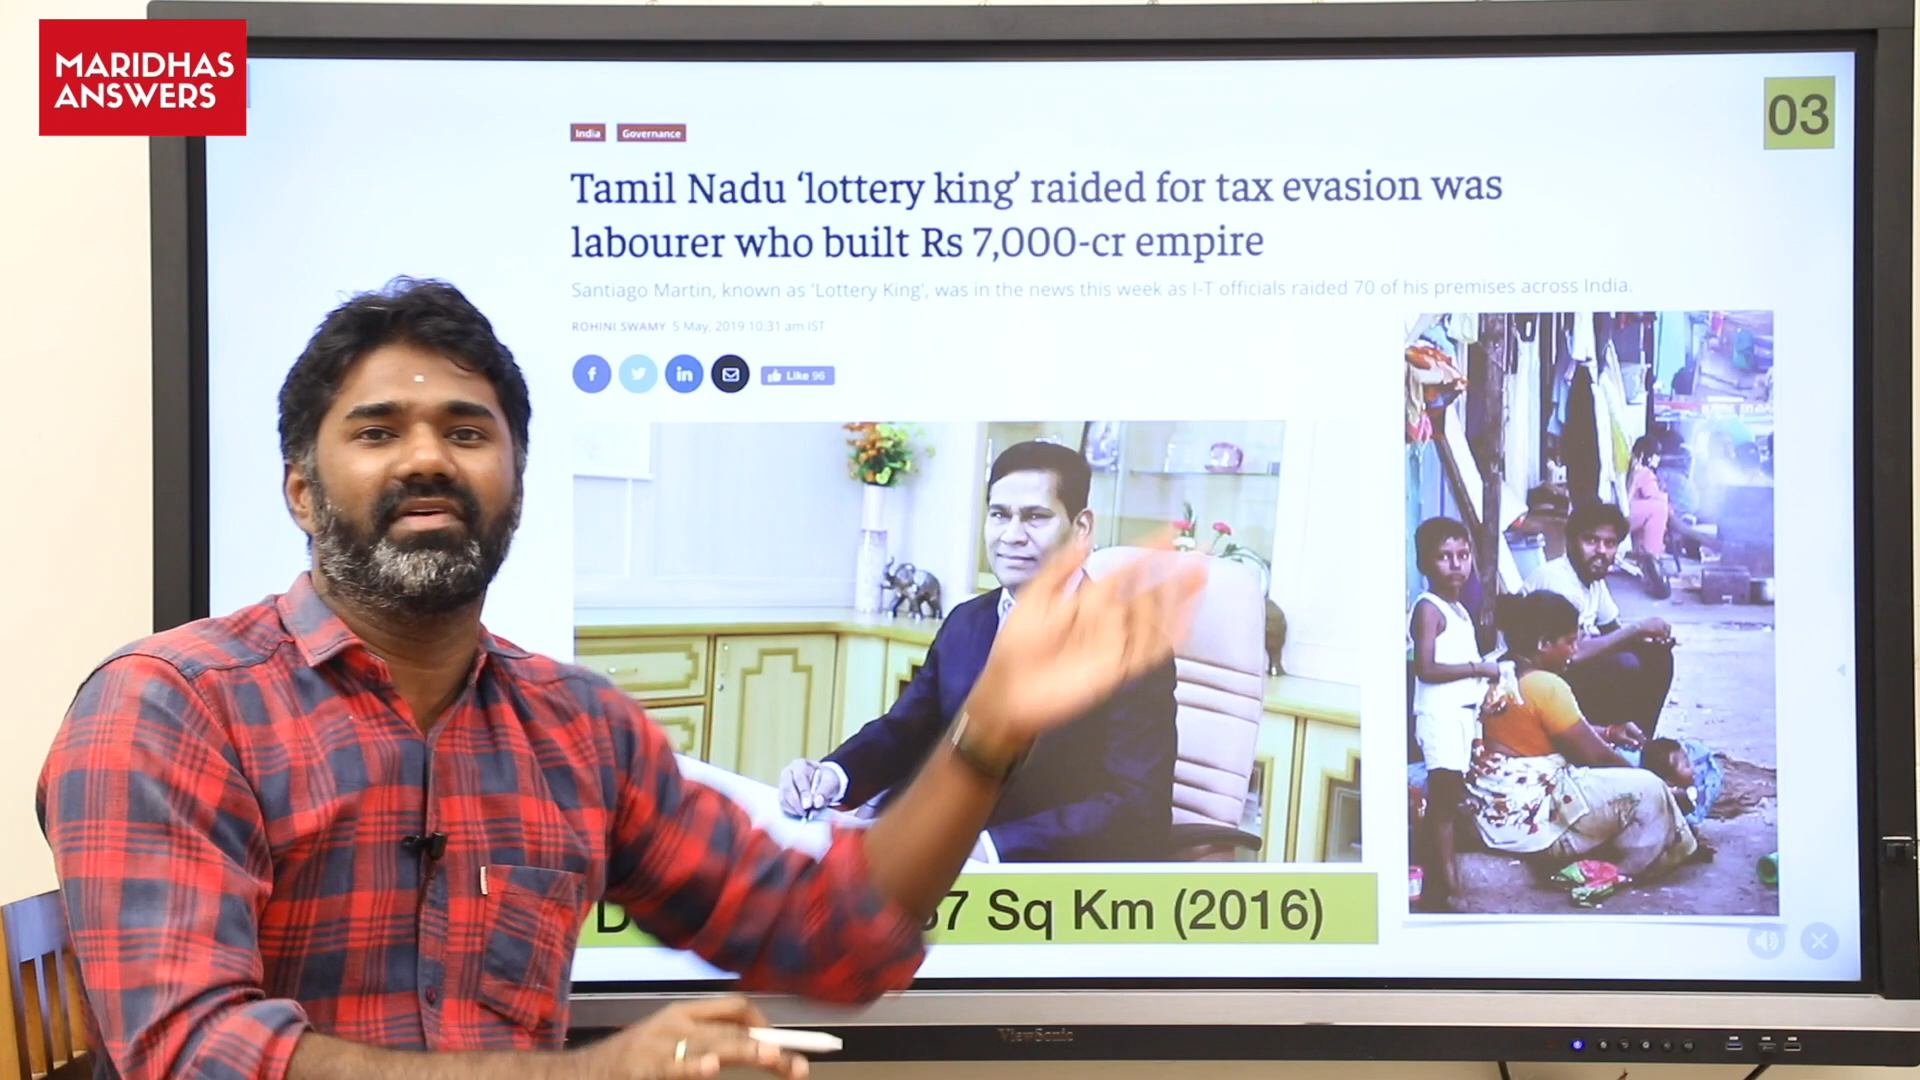 MARIDHAS
ANSWERS
03
India Governance
Tamil Nadu ‘lottery king’ raided for tax evasion was
labourer who built Rs 7,000-cr empire
Santiago Martin, known as 'Lottery King', was in the news this week as I-T officials raided 70 of his premises across India.
ROHINI SWAMY 5 May, 2019 10:31 am IST
f in Like 96
7 Sq Km (2016)
ViewSonic